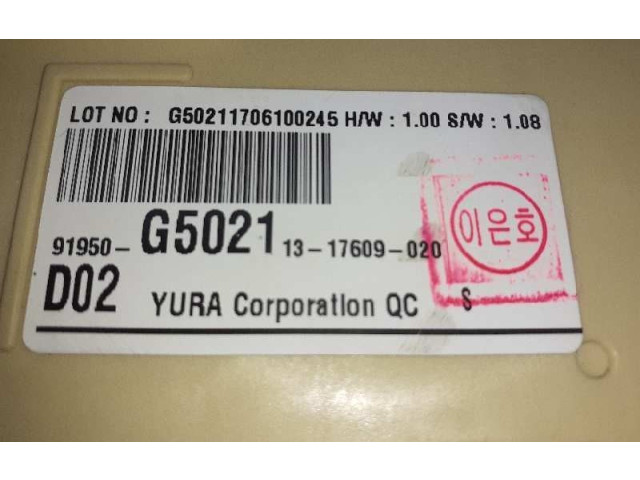 LOT NO : G50211706100245 H/W : 1.00 S/W : 1.08
91950-G5021 13-17609-020
이은호
D02 YURA Corporation QC S